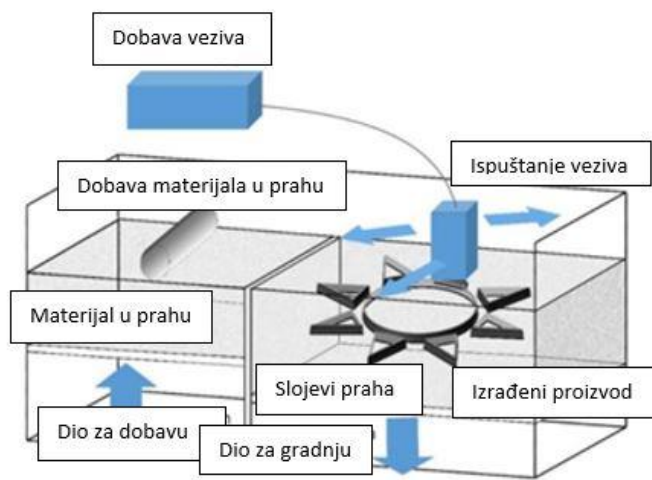 Dobava veziva
Ispuštanje veziva
Dobava materijala u prahu
Materijal u prahu
Slojevi praha
Izrađeni proizvod
Dio za dobavu
Dio za gradnju